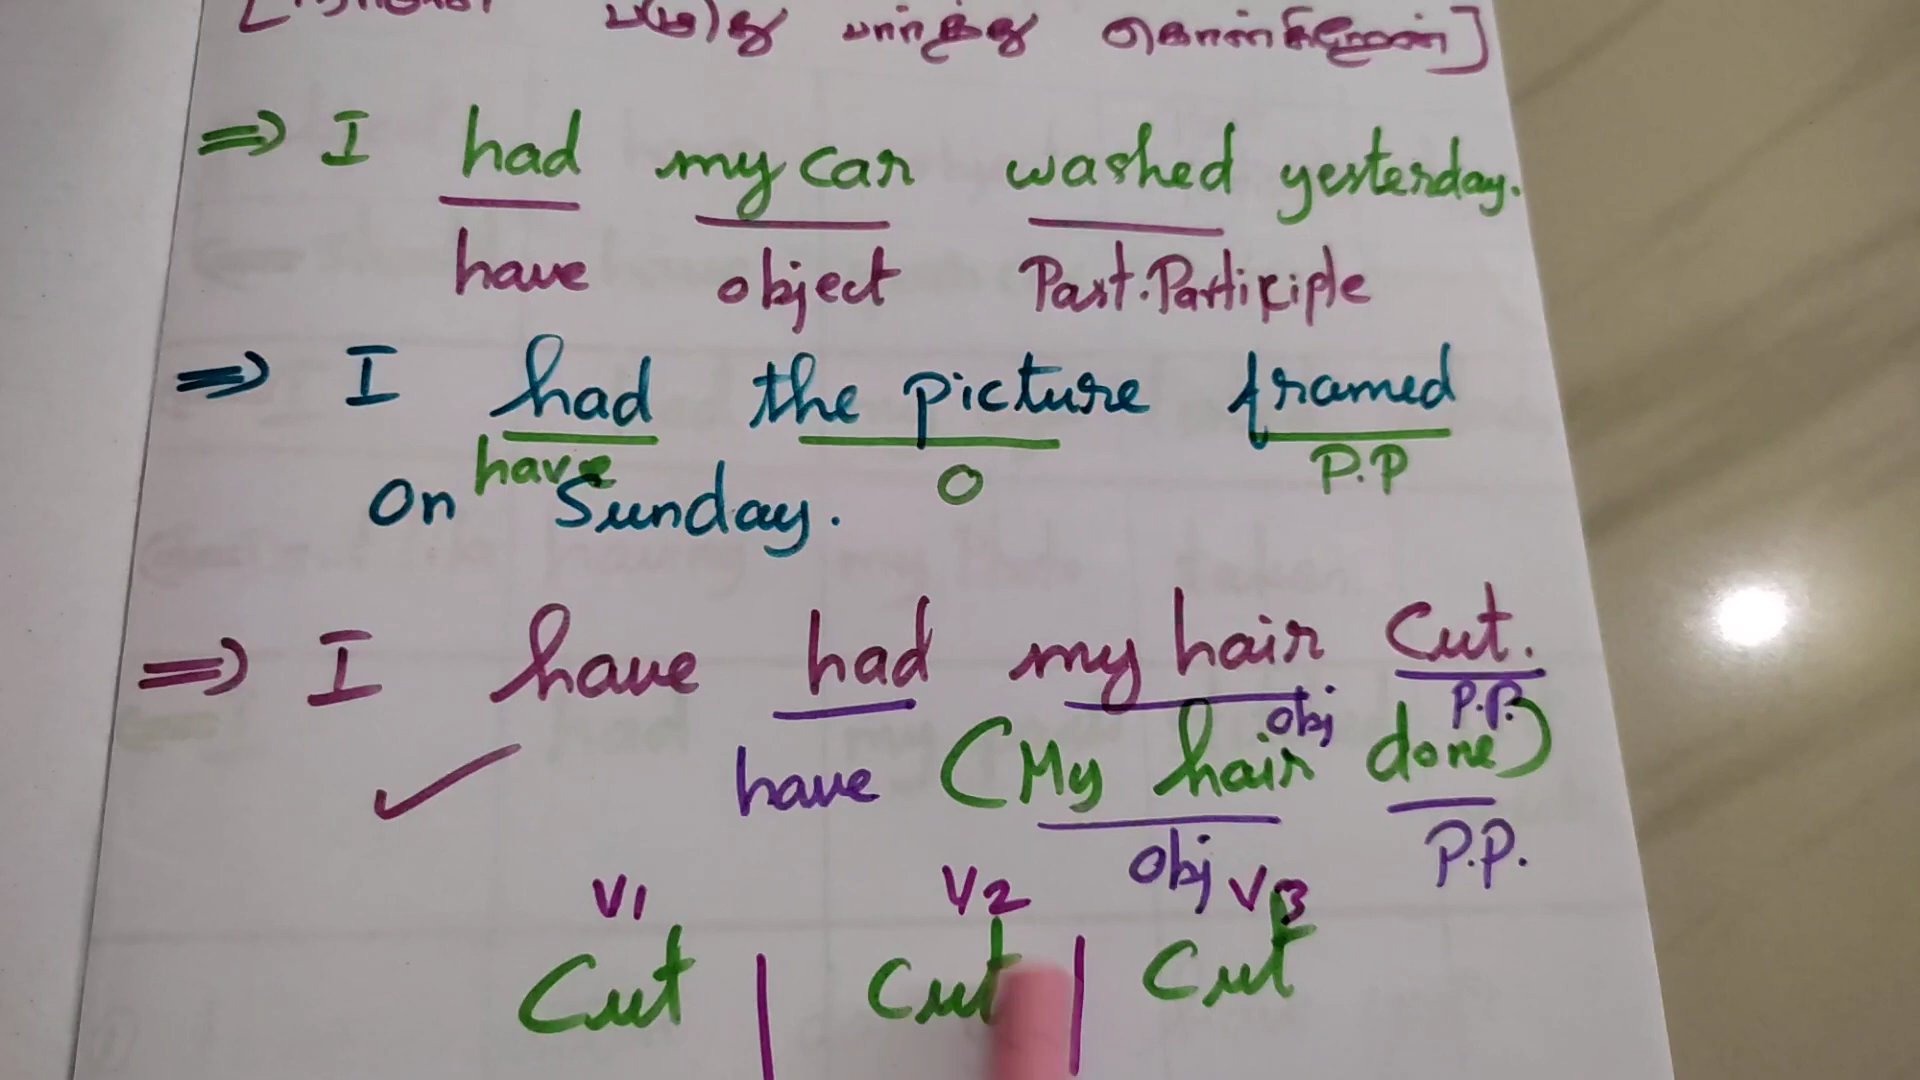 பார்த்து கொள்கிறேன்]
⇒ I had my car washed yesterday.
have object Past.Participle
⇒ I had the picture framed
have O P.P
on Sunday.
⇒ I have had my hair Cut.
obj P.P.
have (My hair done)
obj P.P.
V1 V2 V3
Cut | Cut | Cut